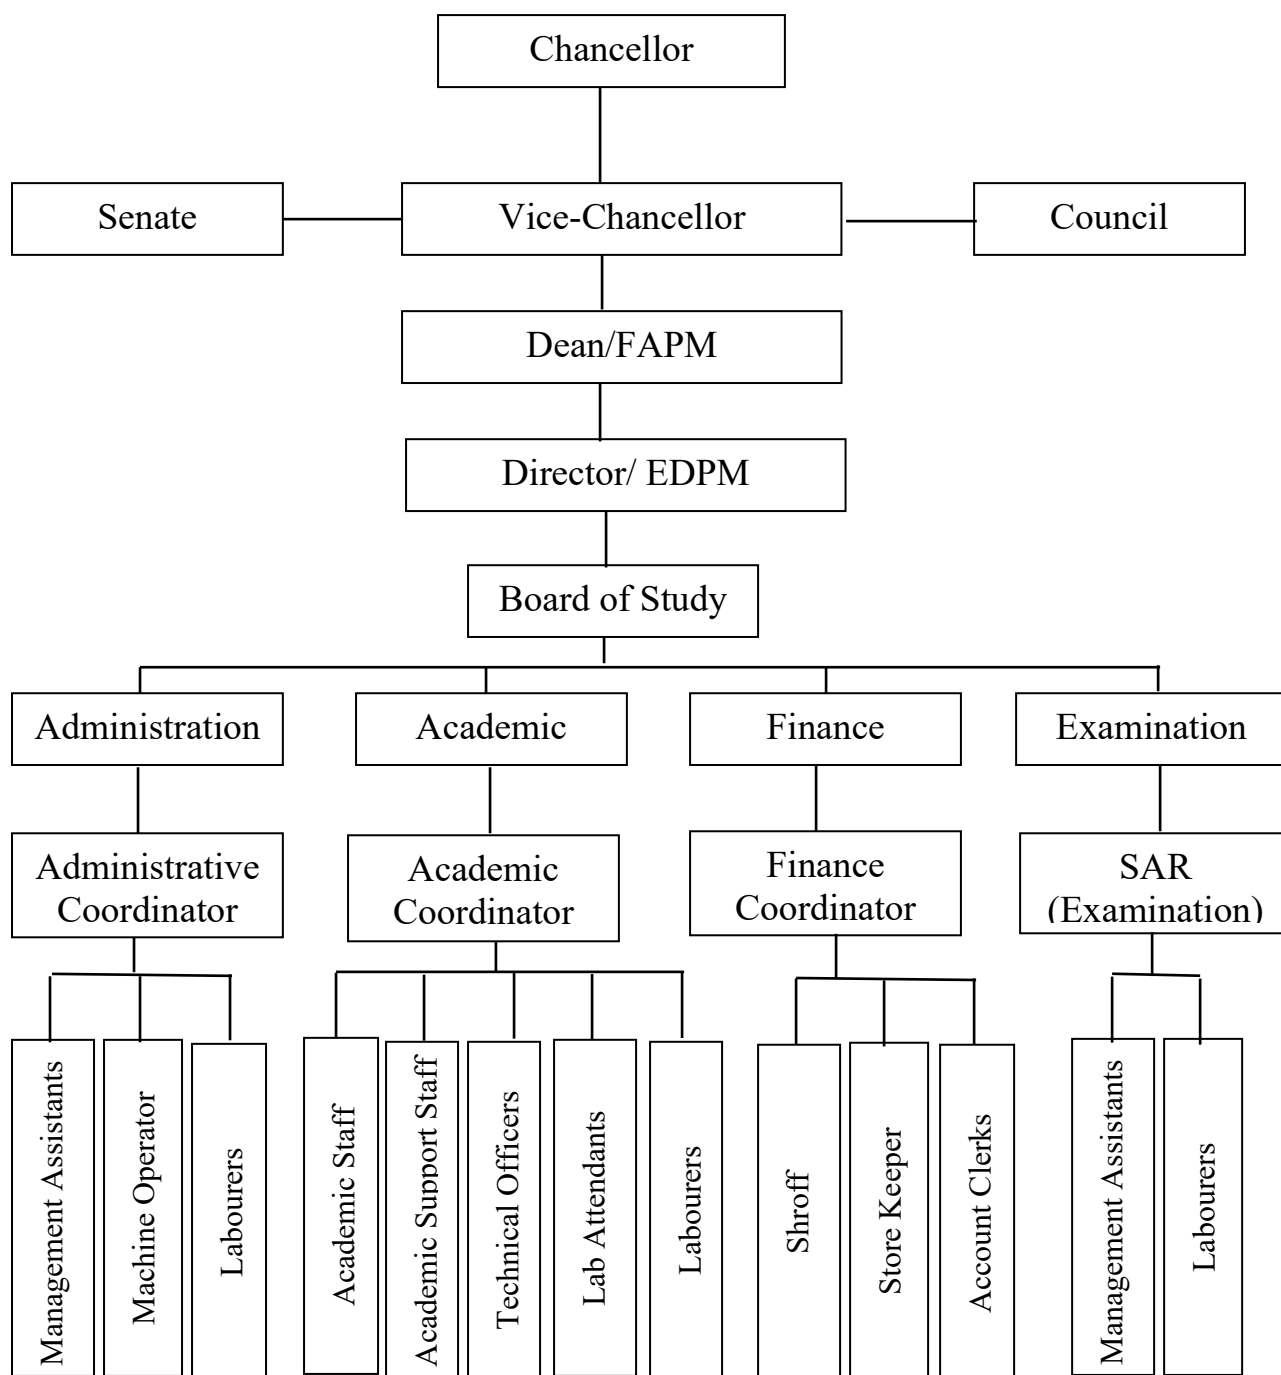 Chancellor
Senate
Vice-Chancellor
Council
Dean/FAPM
Director/ EDPM
Board of Study
Administration
Academic
Finance
Examination
Administrative
Coordinator
Academic
Coordinator
Finance
Coordinator
SAR
(Examination)
Management Assistants
Machine Operator
Labourers
Academic Staff
Academic Support Staff
Technical Officers
Lab Attendants
Labourers
Shroff
Store Keeper
Account Clerks
Management Assistants
Labourers